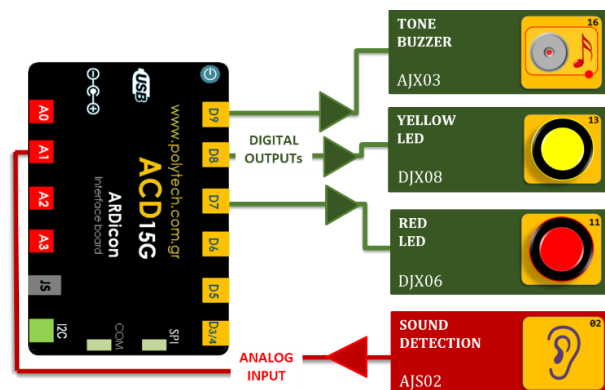 TONE
BUZZER
AJX03
16
YELLOW
LED
DJX08
13
RED
LED
DJX06
11
SOUND
DETECTION
AJS02
02
DIGITAL
OUTPUTs
ANALOG
INPUT
USB
A0
A1
A2
A3
JS
I2C
COM
SPI
D9
D8
D7
D6
D5
D3/4
www.polytech.com.gr
ACD15G
ARDicon
Interface board